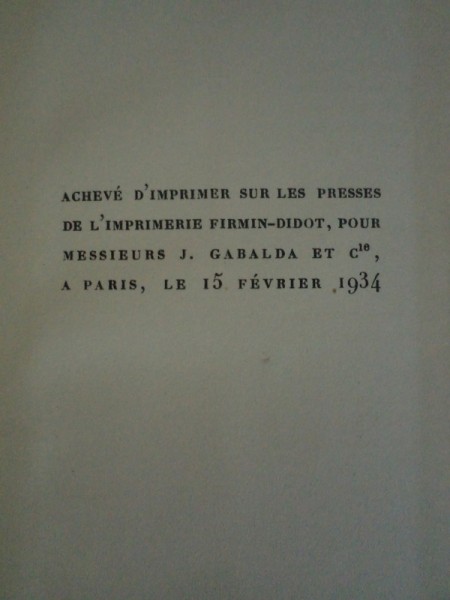 ACHEVÉ D'IMPRIMER SUR LES PRESSES
DE L'IMPRIMERIE FIRMIN-DIDOT, POUR
MESSIEURS J. GABALDA ET Cie,
A PARIS, LE 15 FÉVRIER 1934